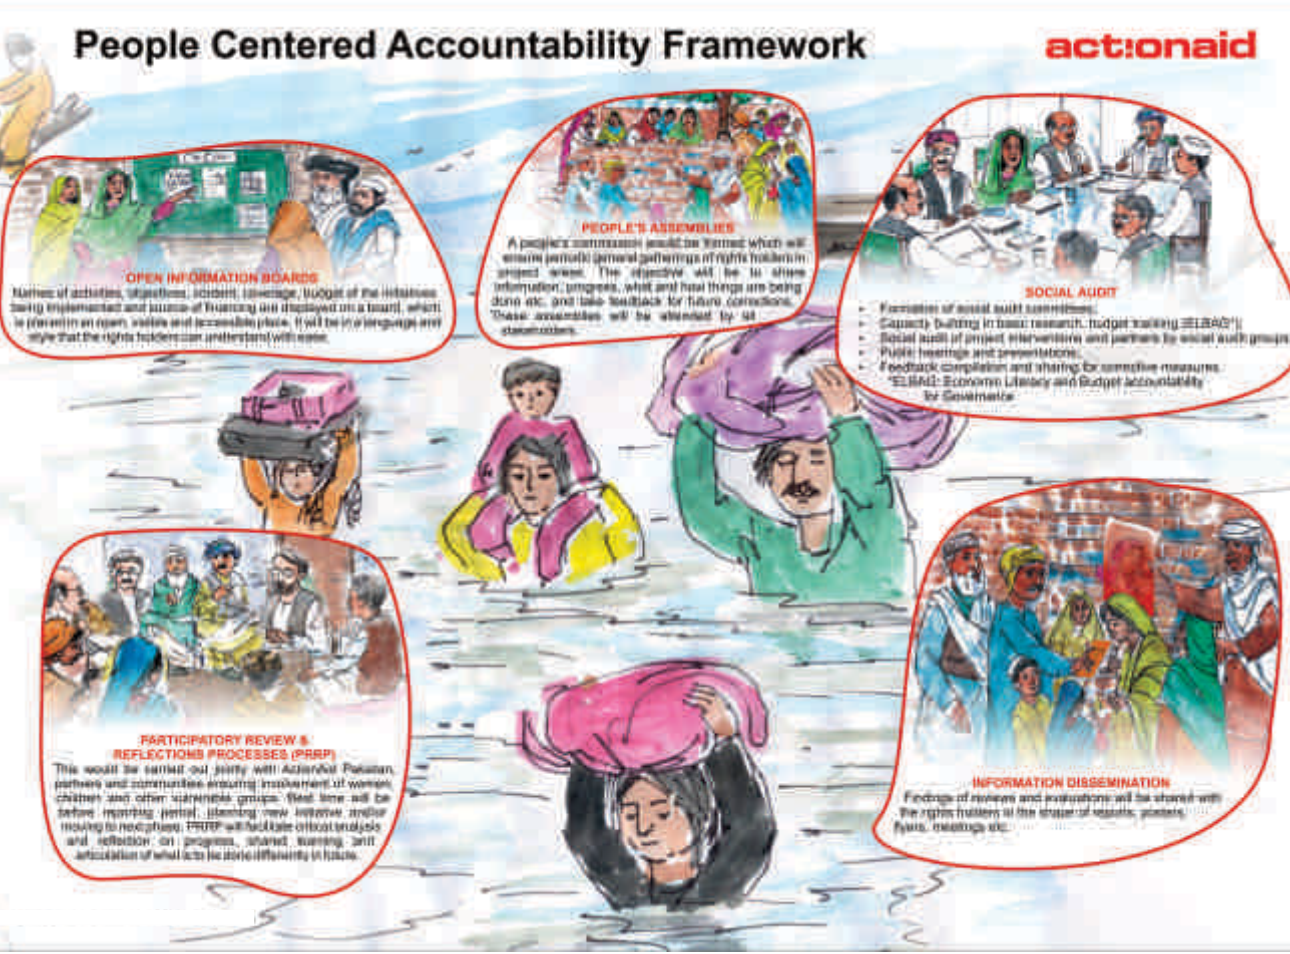 People Centered Accountability Framework
act:onaid
OPEN INFORMATION BOARDS
Names of activities, objectives, content, coverage, budget of the initiatives
being implemented and source of financing are displayed on a board, which
is placed in an open, visible and accessible place. It will be in a language and
style that the rights holders can understand with ease.
PEOPLE'S ASSEMBLIES
A people's commission would be formed which will
ensure periodic general gatherings of rights holders in
project areas. The objective will be to share
information, progress, what and how things are being
done etc. and take feedback for future corrections.
These assemblies will be attended by all
stakeholders.
SOCIAL AUDIT
• Formation of social audit committees;
• Capacity building in basic research, budget tracking (ELBAG*);
• Social audit of project interventions and partners by social audit groups
• Public hearings and presentations;
• Feedback compilation and sharing for corrective measures.
*ELBAG: Economic Literacy and Budget accountability
for Governance
PARTICIPATORY REVIEW &
REFLECTIONS PROCESSES (PRRP)
This would be carried out jointly with ActionAid Pakistan,
partners and communities ensuring involvement of women,
children and other vulnerable groups. time will be
before reporting period, planning new initiative and/or
moving to next phase. PRRP will facilitate critical analysis
and reflection on progress, shared learning and
articulation of what to be done differently in future.
INFORMATION DISSEMINATION
Findings of reviews and evaluations will be shared with
the rights holders in the shape of reports, posters,
flyers, meetings etc.